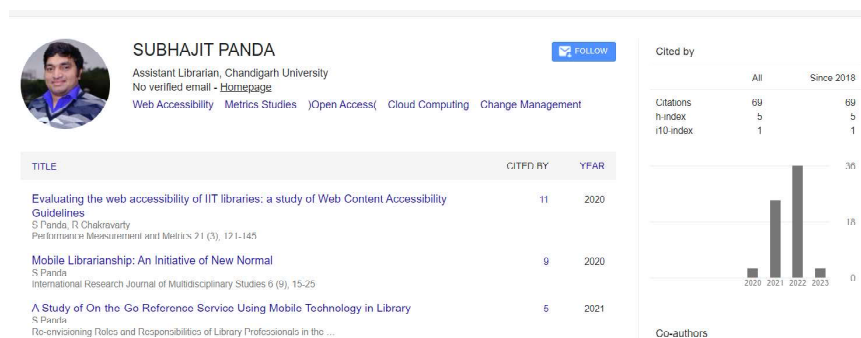 SUBHAJIT PANDA
FOLLOW
Assistant Librarian, Chandigarh University
No verified email - Homepage
Web Accessibility Metrics Studies )Open Access( Cloud Computing Change Management
TITLE CITED BY YEAR
Evaluating the web accessibility of IIT libraries: a study of Web Content Accessibility 11 2020
Guidelines
S Panda, R Chakravarty
Performance Measurement and Metrics 21 (3), 121-145
Mobile Librarianship: An Initiative of New Normal 9 2020
S Panda
International Research Journal of Multidisciplinary Studies 6 (9), 15-25
A Study of On the Go Reference Service Using Mobile Technology in Library 5 2021
S Panda
Re-envisioning Roles and Responsibilities of Library Professionals in the ...
Cited by
All Since 2018
Citations 69 69
h-index 5 5
i10-index 1 1
36
18
0
2020 2021 2022 2023
Co-authors